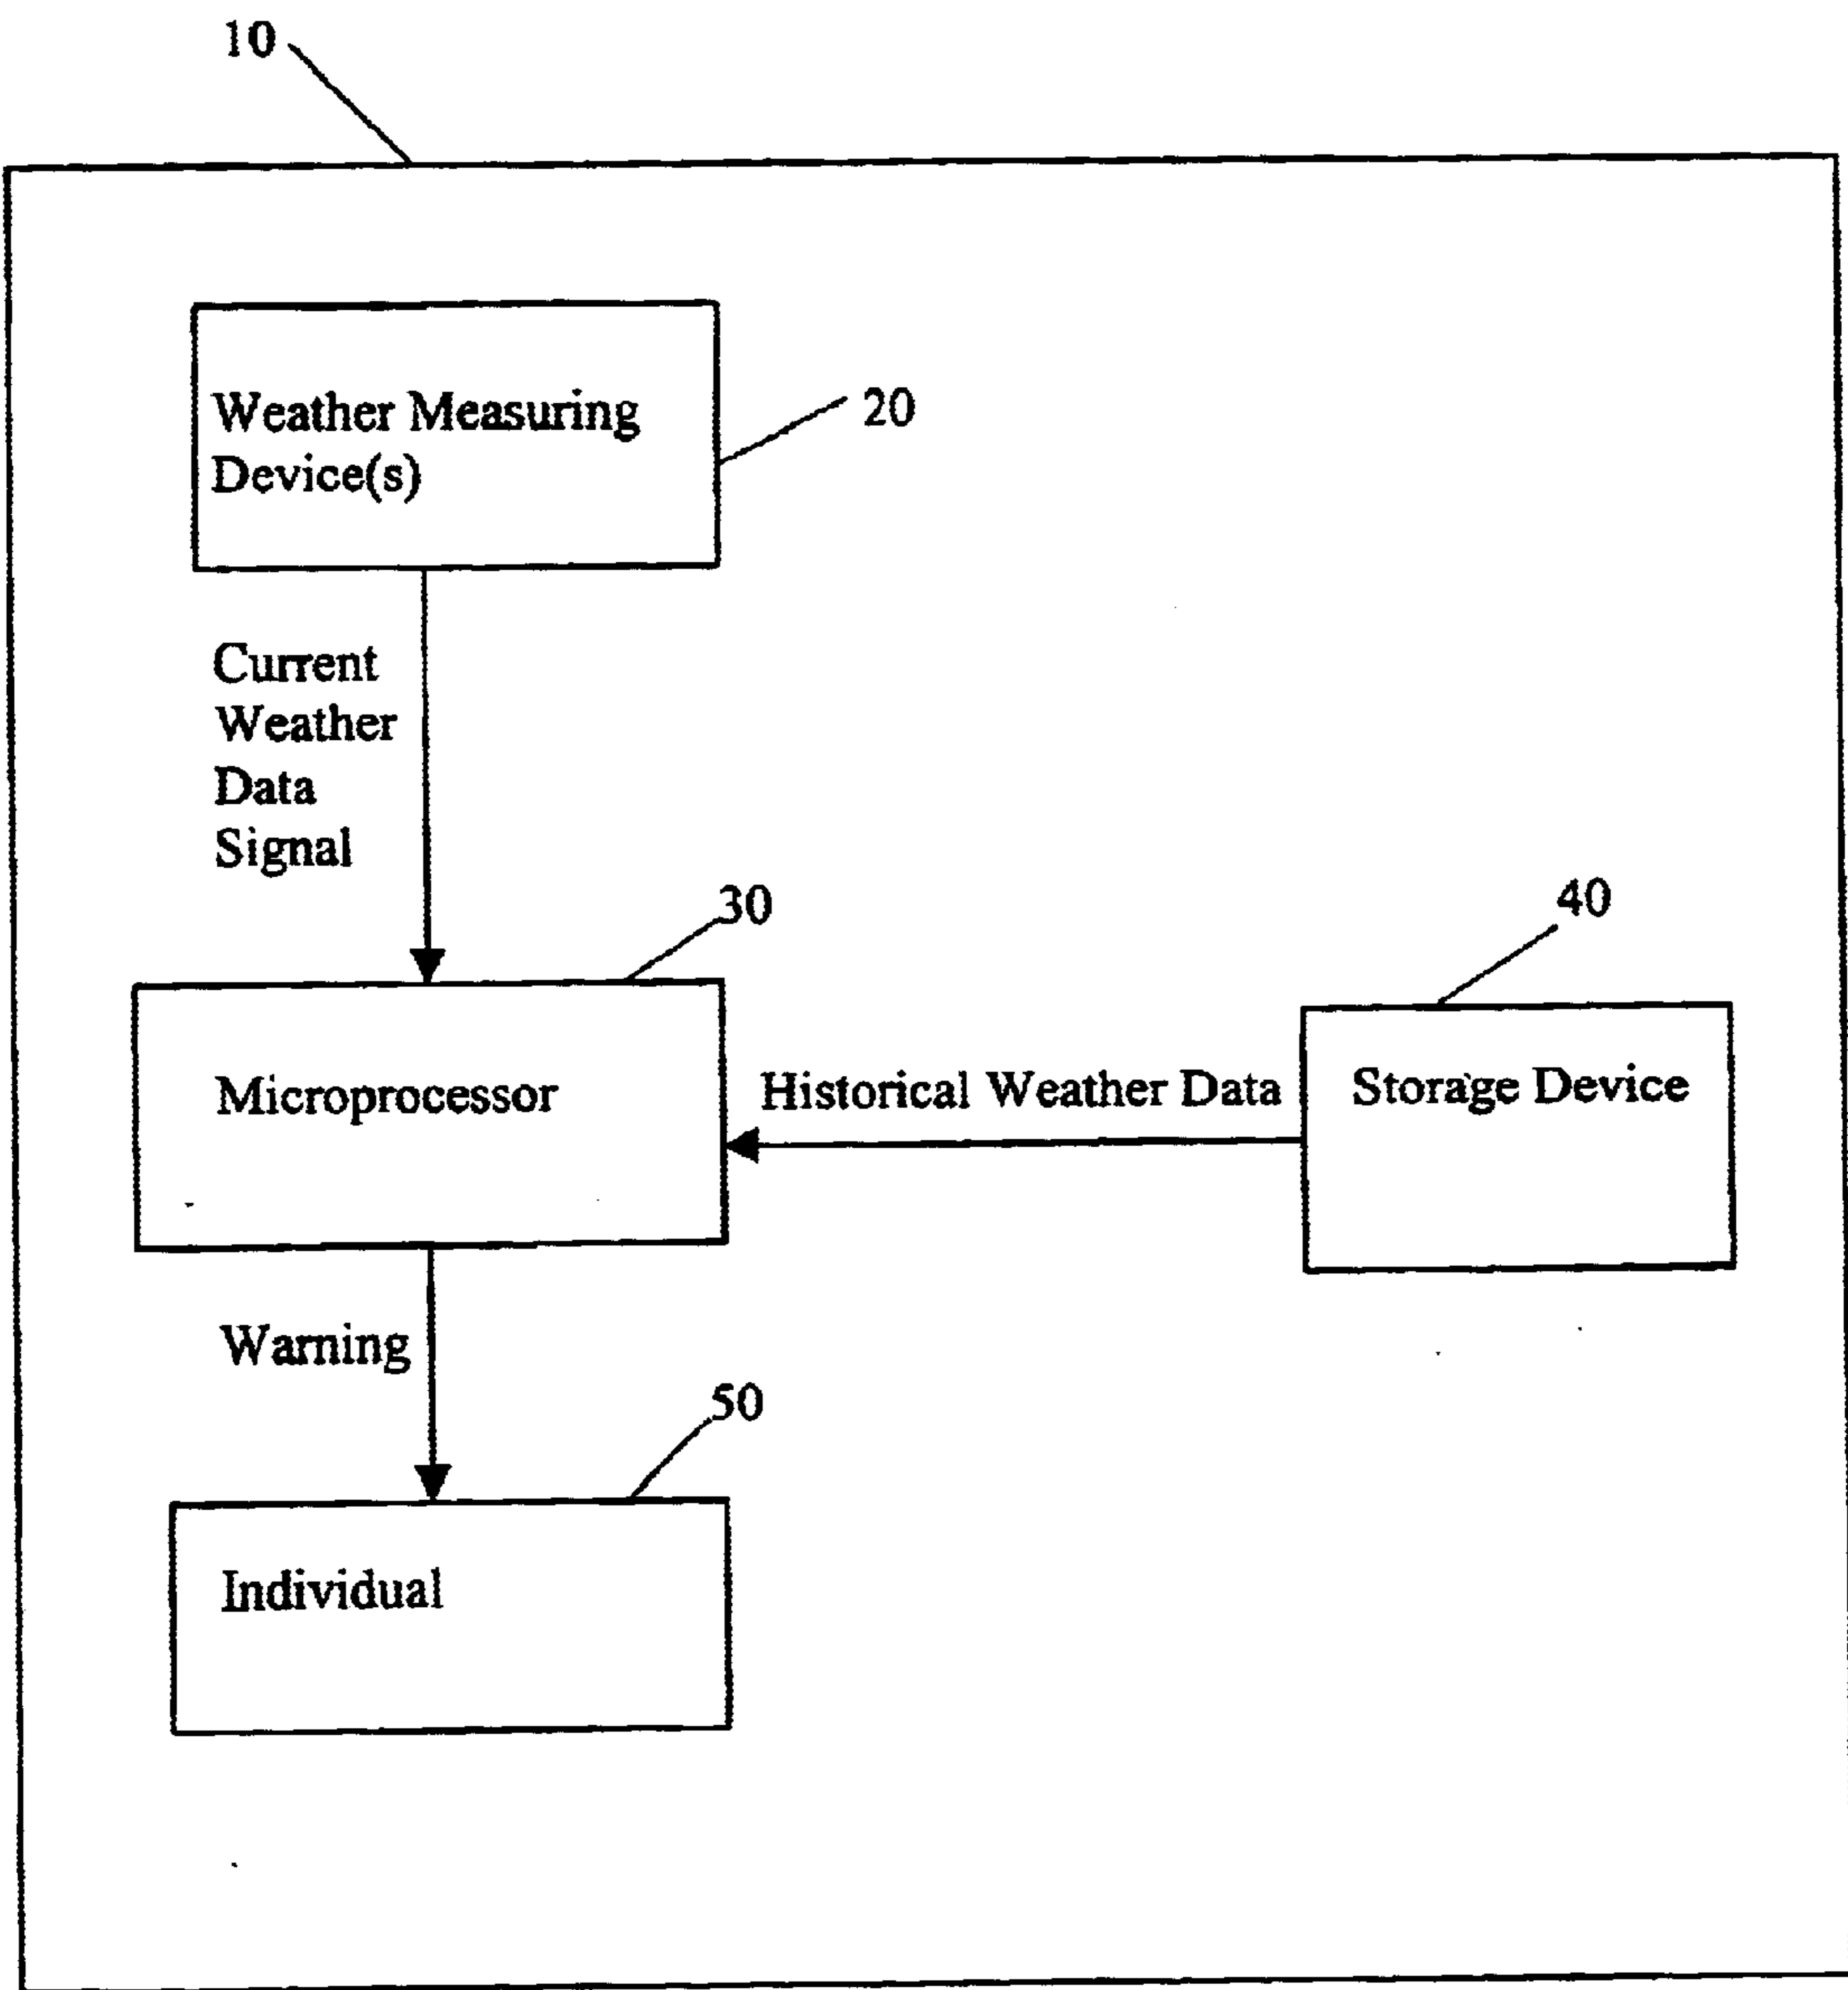 10
Weather Measuring
Device(s)
20
Current
Weather
Data
Signal
30
40
Microprocessor
Historical Weather Data
Storage Device
Warning
50
Individual